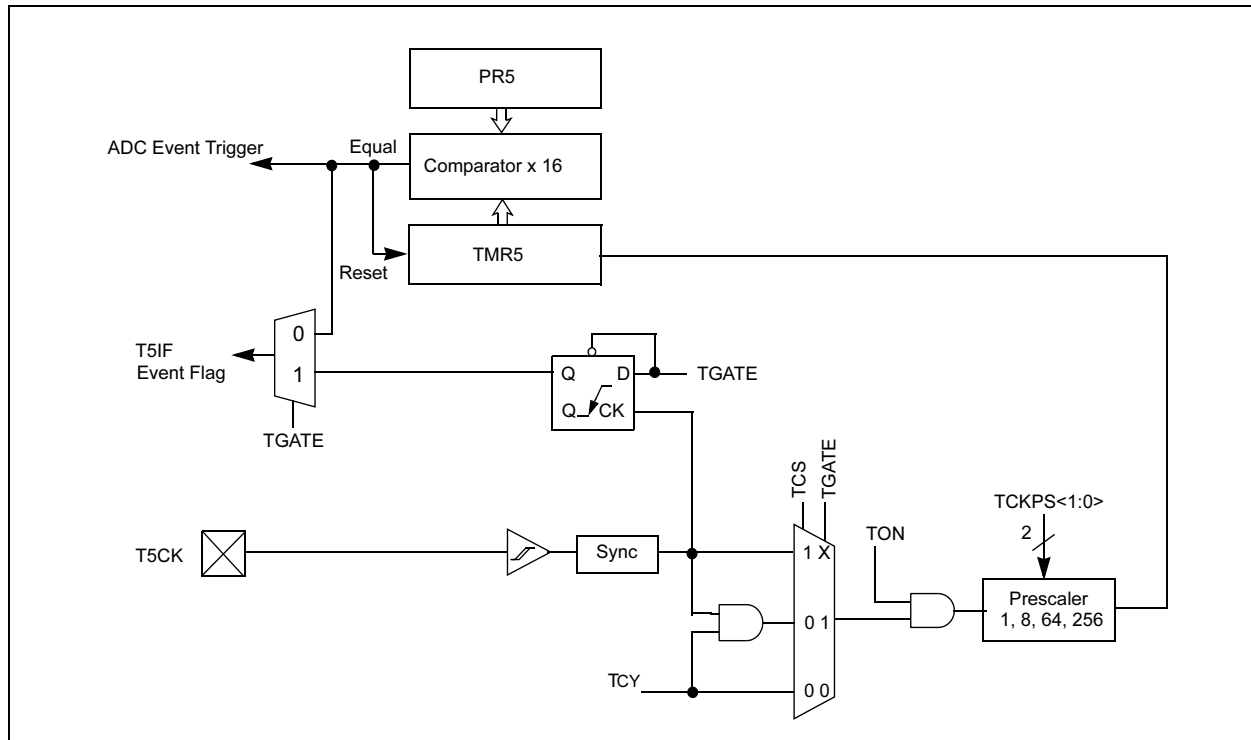 PR5
ADC Event Trigger
Equal
Comparator x 16
TMR5
Reset
0
T5IF
Event Flag
1
TGATE
Q
D
TGATE
Q
CK
TCS
TGATE
TCKPS<1:0>
2
TON
T5CK
Sync
1 X
Prescaler
1, 8, 64, 256
0 1
TCY
0 0